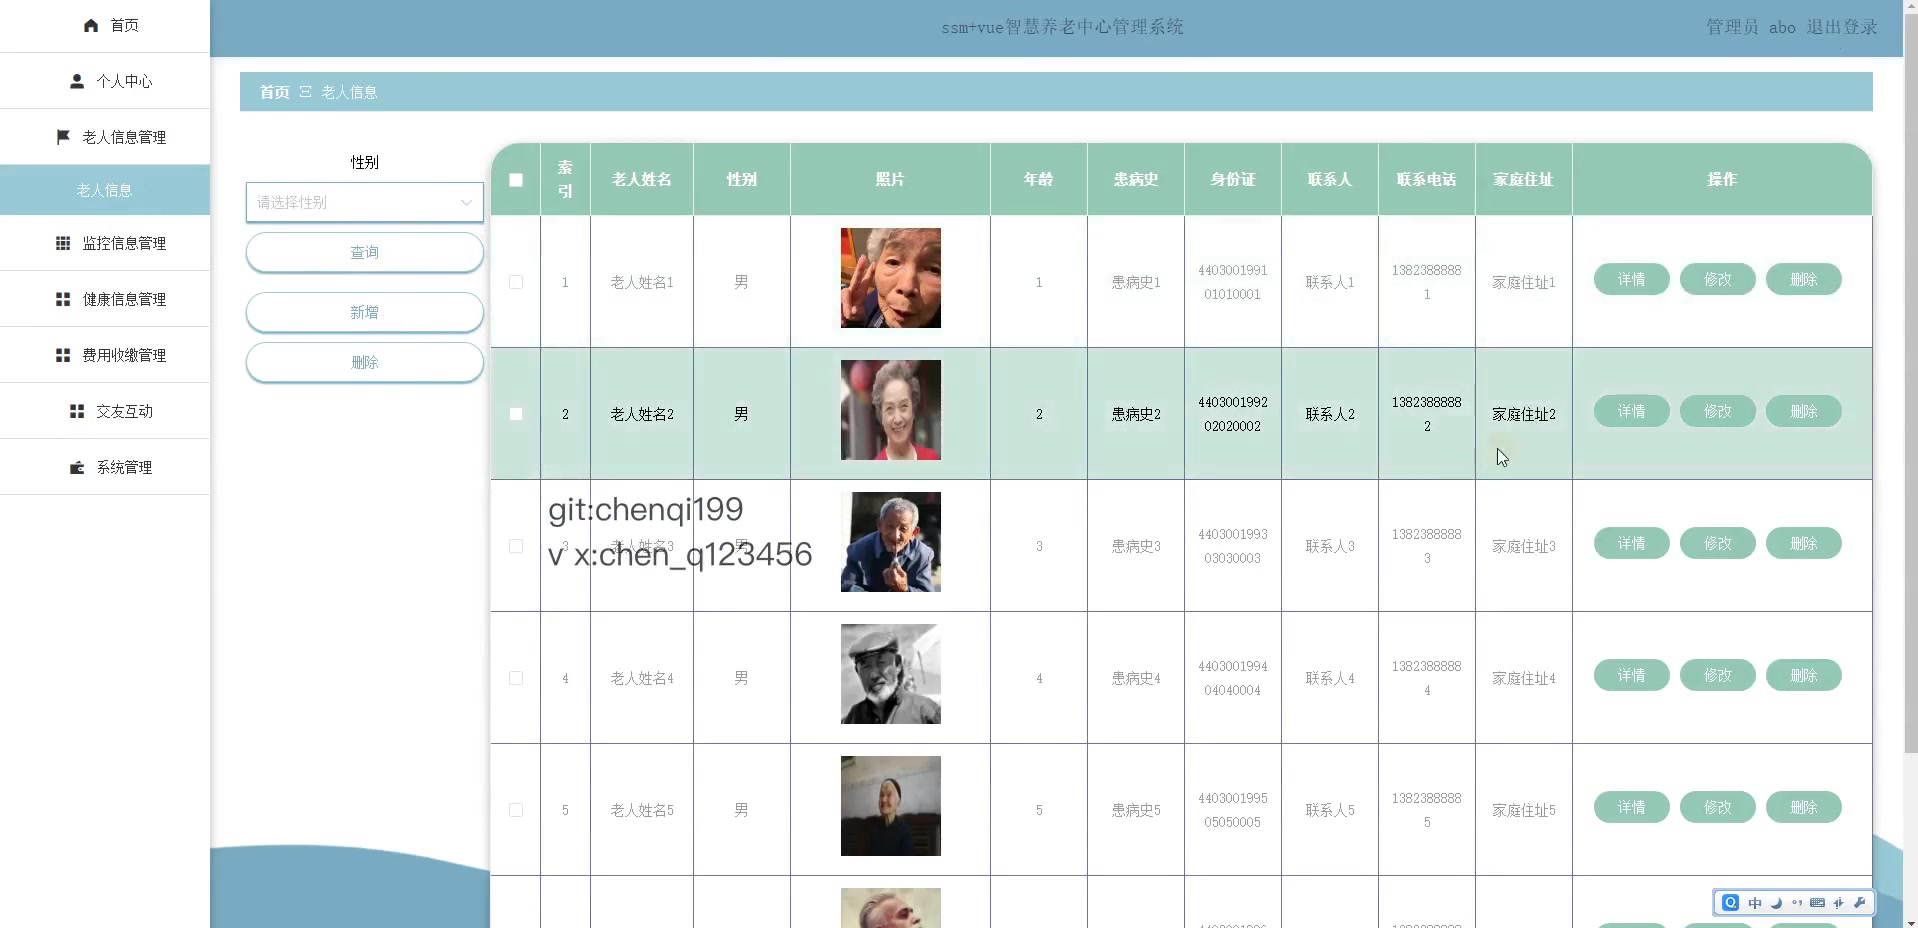 首页
个人中心
老人信息管理
老人信息
监控信息管理
健康信息管理
费用收缴管理
交友互动
系统管理
ssm+vue智慧养老中心管理系统
管理员 abo 退出登录
首页 老人信息
性别
请选择性别
查询
新增
删除
索引 老人姓名 性别 照片 年龄 患病史 身份证 联系人 联系电话 家庭住址 操作
1 老人姓名1 男 1 患病史1 440300199101010001 联系人1 13823888881 家庭住址1 详情 修改 删除
2 老人姓名2 男 2 患病史2 440300199202020002 联系人2 13823888882 家庭住址2 详情 修改 删除
git:chenqi199
v x:chen_q123456
3 老人姓名3 男 3 患病史3 440300199303030003 联系人3 13823888883 家庭住址3 详情 修改 删除
4 老人姓名4 男 4 患病史4 440300199404040004 联系人4 13823888884 家庭住址4 详情 修改 删除
5 老人姓名5 男 5 患病史5 440300199505050005 联系人5 13823888885 家庭住址5 详情 修改 删除
中